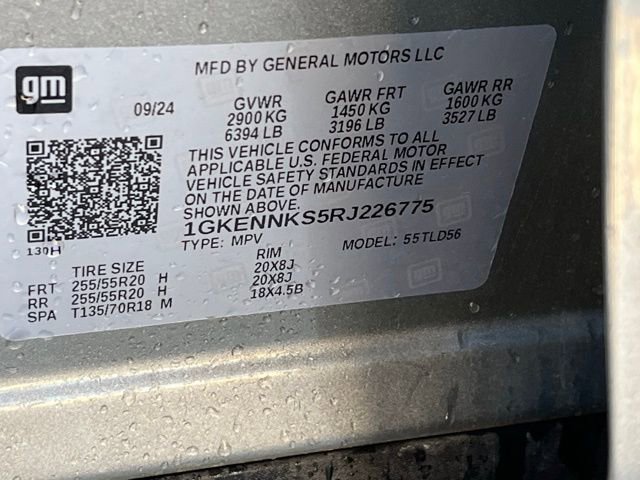 gm
MFD BY GENERAL MOTORS LLC
09/24
GVWR
2900 KG
6394 LB
GAWR FRT
1450 KG
3196 LB
GAWR RR
1600 KG
3527 LB
THIS VEHICLE CONFORMS TO ALL
APPLICABLE U.S. FEDERAL MOTOR
VEHICLE SAFETY STANDARDS IN EFFECT
ON THE DATE OF MANUFACTURE
SHOWN ABOVE.
1GKENNKS5RJ226775
TYPE: MPV MODEL: 55TLD56
130H
TIRE SIZE RIM
FRT 255/55R20 H 20X8J
RR 255/55R20 H 20X8J
SPA T135/70R18 M 18X4.5B